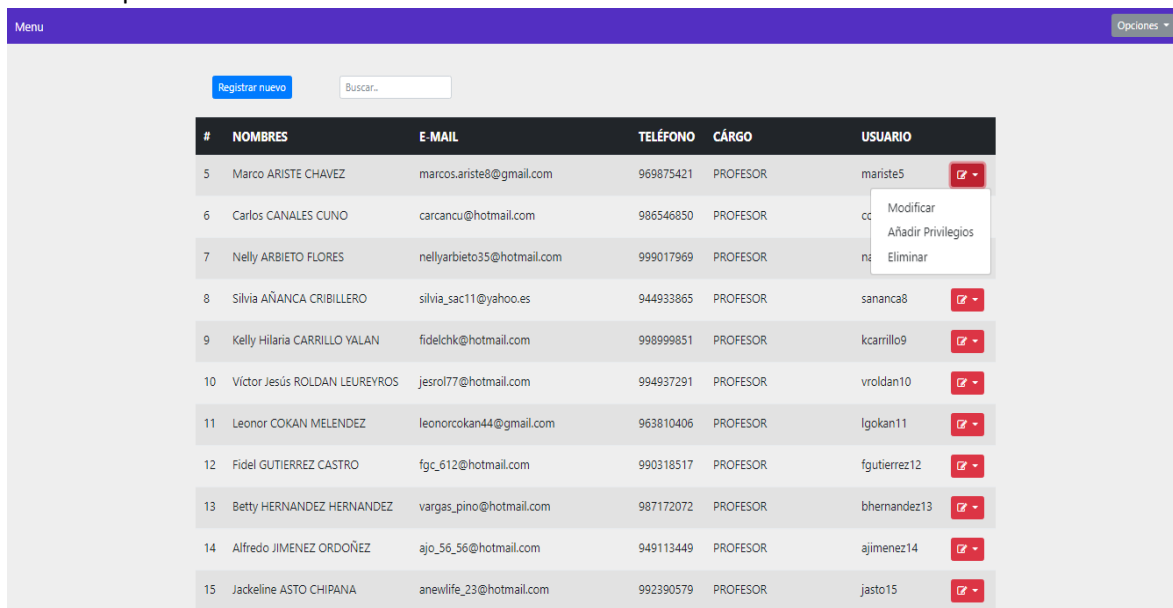 Menu Opciones
Registrar nuevo Buscar..
# NOMBRES E-MAIL TELÉFONO CÁRGO USUARIO
5 Marco ARISTE CHAVEZ marcos.ariste8@gmail.com 969875421 PROFESOR mariste5
6 Carlos CANALES CUNO carcancu@hotmail.com 986546850 PROFESOR
Modificar
Añadir Privilegios
7 Nelly ARBIETO FLORES nellyarbieto35@hotmail.com 999017969 PROFESOR
Eliminar
8 Silvia AÑANCA CRIBILLERO silvia_sac11@yahoo.es 944933865 PROFESOR sananca8
9 Kelly Hilaria CARRILLO YALAN fidelchk@hotmail.com 998999851 PROFESOR kcarrillo9
10 Víctor Jesús ROLDAN LEUREYROS jesrol77@hotmail.com 994937291 PROFESOR vroldan10
11 Leonor COKAN MELENDEZ leonorcokan44@gmail.com 963810406 PROFESOR lgokan11
12 Fidel GUTIERREZ CASTRO fgc_612@hotmail.com 990318517 PROFESOR fgutierrez12
13 Betty HERNANDEZ HERNANDEZ vargas_pino@hotmail.com 987172072 PROFESOR bhernandez13
14 Alfredo JIMENEZ ORDOÑEZ ajo_56_56@hotmail.com 949113449 PROFESOR ajimenez14
15 Jackeline ASTO CHIPANA anewlife_23@hotmail.com 992390579 PROFESOR jasto15